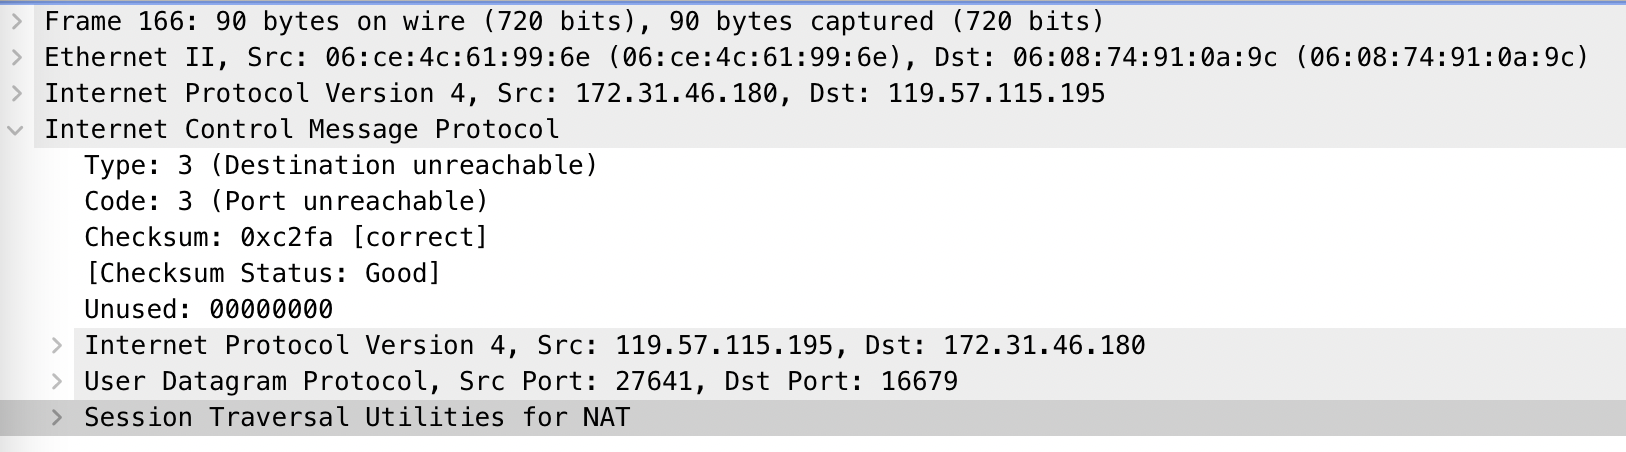 Frame 166: 90 bytes on wire (720 bits), 90 bytes captured (720 bits)
Ethernet II, Src: 06:ce:4c:61:99:6e (06:ce:4c:61:99:6e), Dst: 06:08:74:91:0a:9c (06:08:74:91:0a:9c)
Internet Protocol Version 4, Src: 172.31.46.180, Dst: 119.57.115.195
Internet Control Message Protocol
Type: 3 (Destination unreachable)
Code: 3 (Port unreachable)
Checksum: 0xc2fa [correct]
[Checksum Status: Good]
Unused: 00000000
Internet Protocol Version 4, Src: 119.57.115.195, Dst: 172.31.46.180
User Datagram Protocol, Src Port: 27641, Dst Port: 16679
Session Traversal Utilities for NAT